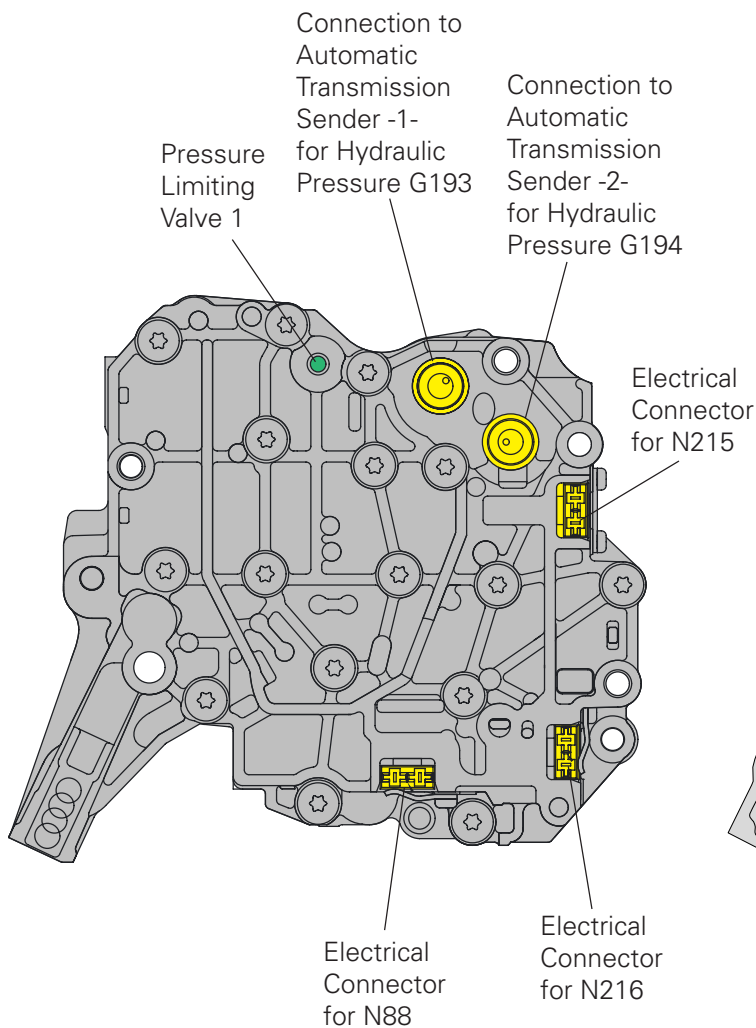 Connection to
Automatic
Transmission
Sender -1-
for Hydraulic
Pressure G193
Connection to
Automatic
Transmission
Sender -2-
for Hydraulic
Pressure G194
Pressure
Limiting
Valve 1
Electrical
Connector
for N215
Electrical
Connector
for N216
Electrical
Connector
for N88